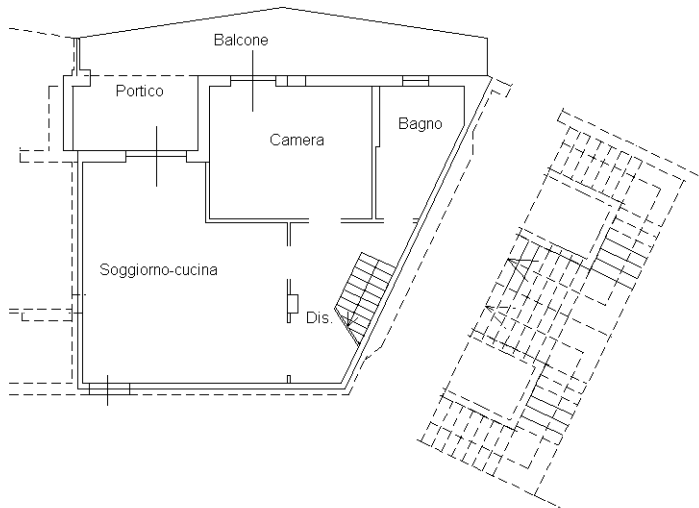 Balcone
Portico
Bagno
Camera
Soggiorno-cucina
Dis.